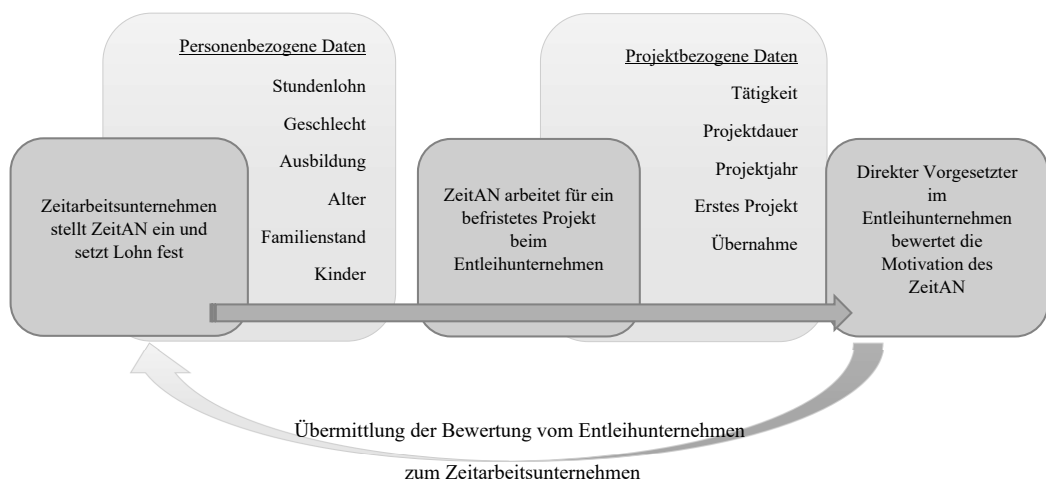 Personenbezogene Daten
Stundenlohn
Geschlecht
Ausbildung
Alter
Familienstand
Kinder
Projektbezogene Daten
Tätigkeit
Projektdauer
Projektjahr
Erstes Projekt
Übernahme
Zeitarbeitsunternehmen
stellt ZeitAN ein und
setzt Lohn fest
ZeitAN arbeitet für ein
befristetes Projekt
beim
Entleihunternehmen
Direkter Vorgesetzter
im
Entleihunternehmen
bewertet die
Motivation des
ZeitAN
Übermittlung der Bewertung vom Entleihunternehmen
zum Zeitarbeitsunternehmen